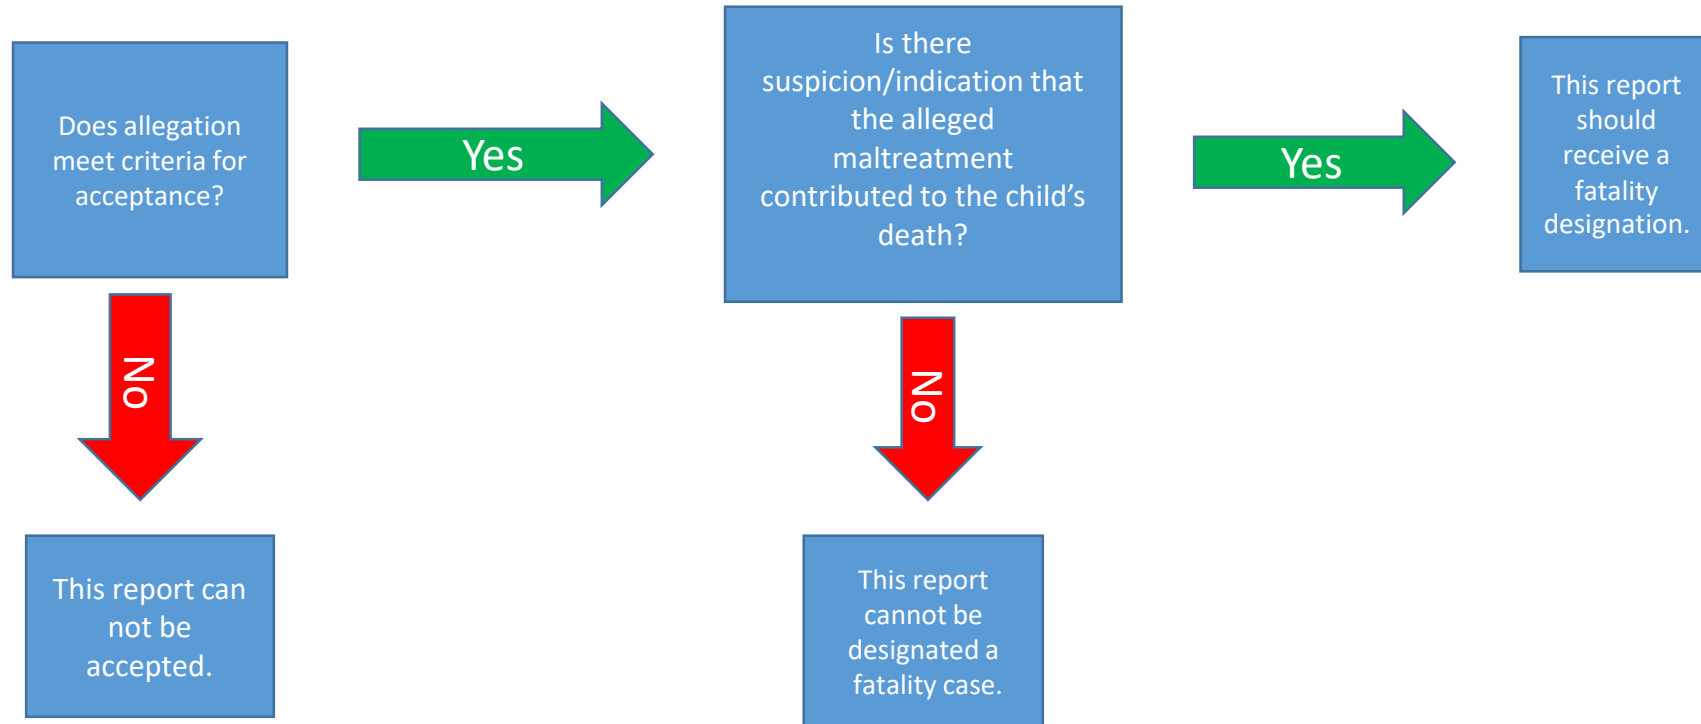 Does allegation
meet criteria for
acceptance?
Yes
Is there
suspicion/indication that
the alleged
maltreatment
contributed to the child’s
death?
Yes
This report
should
receive a
fatality
designation.
No
No
This report can
not be
accepted.
This report
cannot be
designated a
fatality case.